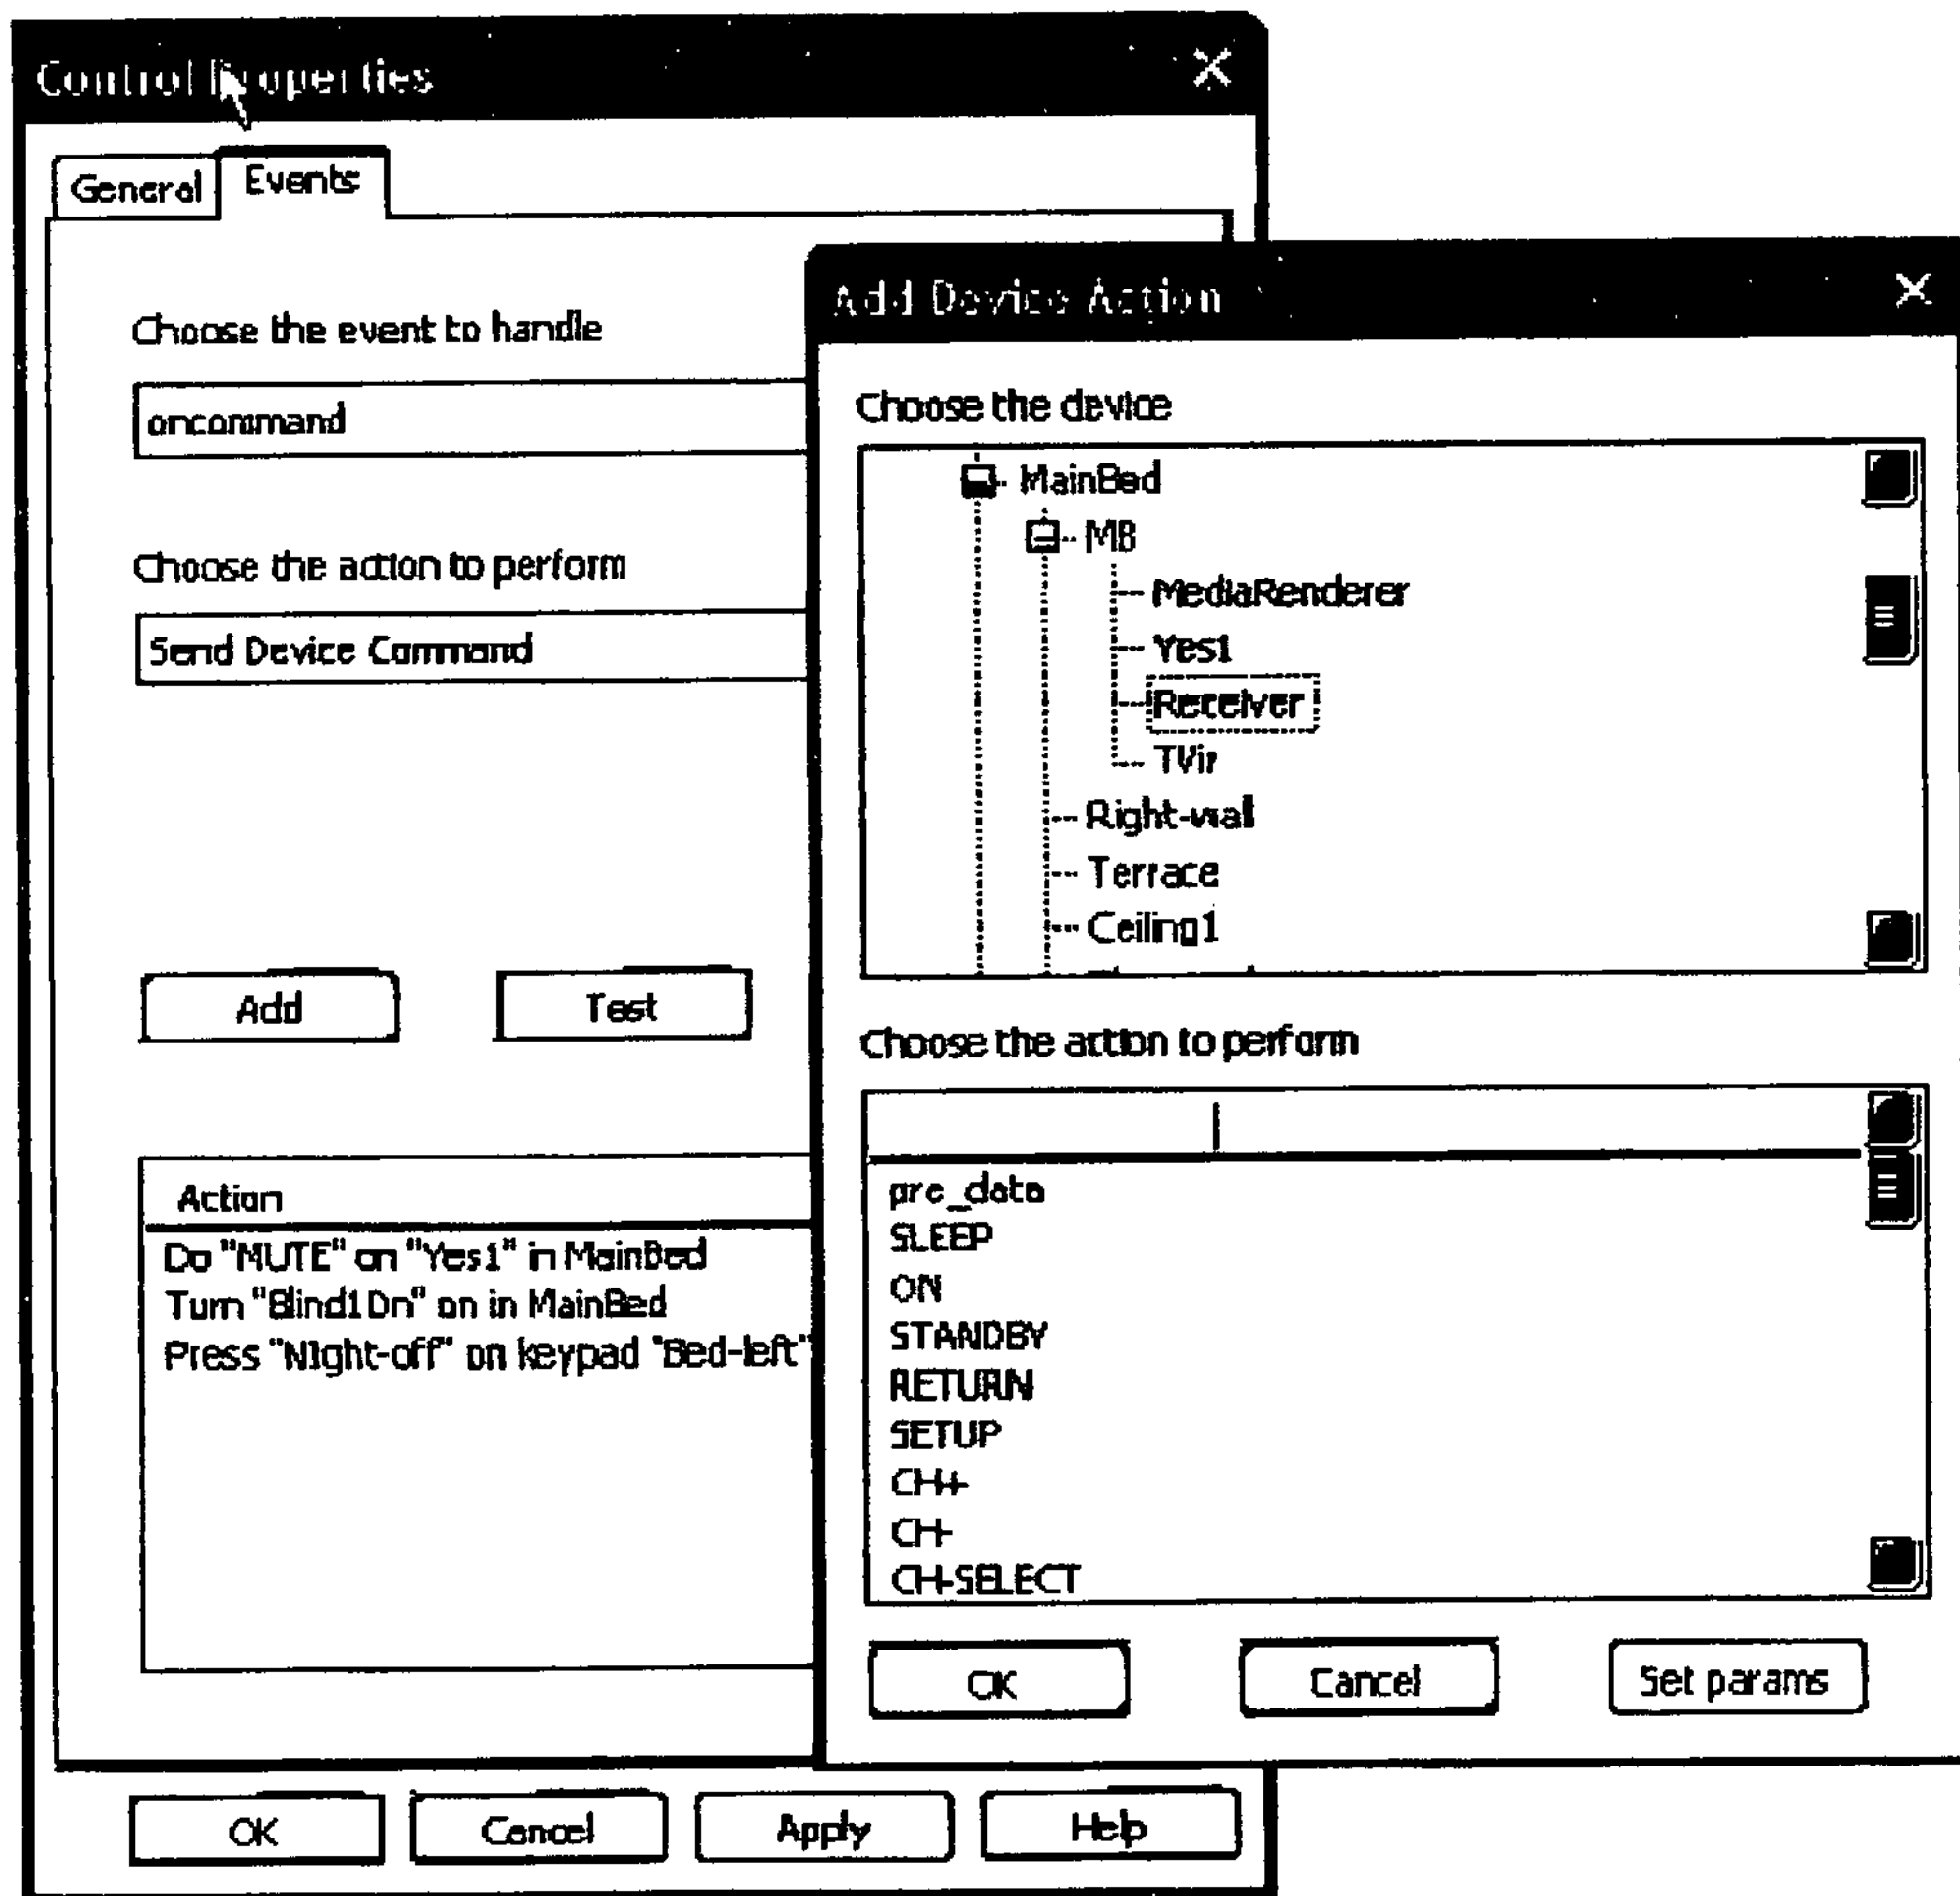 Control Properties
General
Events
Choose the event to handle
oncommand
Choose the action to perform
Send Device Command
Add
Test
Action
Do "MUTE" on "Yes1" in MainBed
Turn "Blind1Dn" on in MainBed
Press "Night-off" on keypad "Bed-left"
OK
Cancel
Apply
Help
Add Device Action
Choose the device
MainBed
MB
MediaRenderer
Yes1
Receiver
TVir
Right-wall
Terrace
Ceiling1
Choose the action to perform
pre_data
SLEEP
ON
STANDBY
RETURN
SETUP
CH+
CH-
CH-SELECT
OK
Cancel
Set params